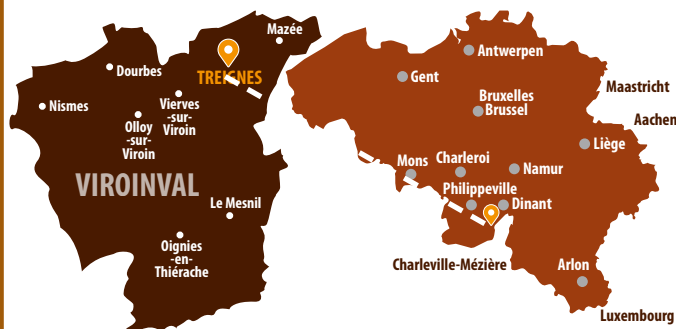 Mazée
Dourbes
TREIGNES
Nismes
Vierves
-sur-
Viroin
Olloy
-sur-
Viroin
VIROINVAL
Le Mesnil
Oignies
-en-
Thiérache
Antwerpen
Gent
Maastricht
Bruxelles
Brussel
Aachen
Liège
Mons
Charleroi
Namur
Philippeville
Dinant
Charleville-Mézière
Arlon
Luxembourg